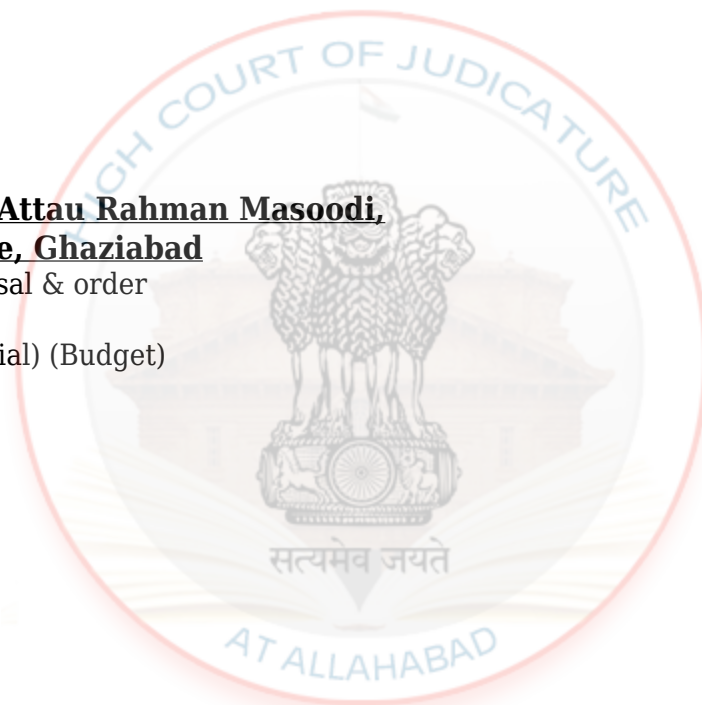 HIGH COURT OF JUDICATURE
Attau Rahman Masoodi,
e, Ghaziabad
sal & order
ial) (Budget)
सत्यमेव जयते
AT ALLAHABAD